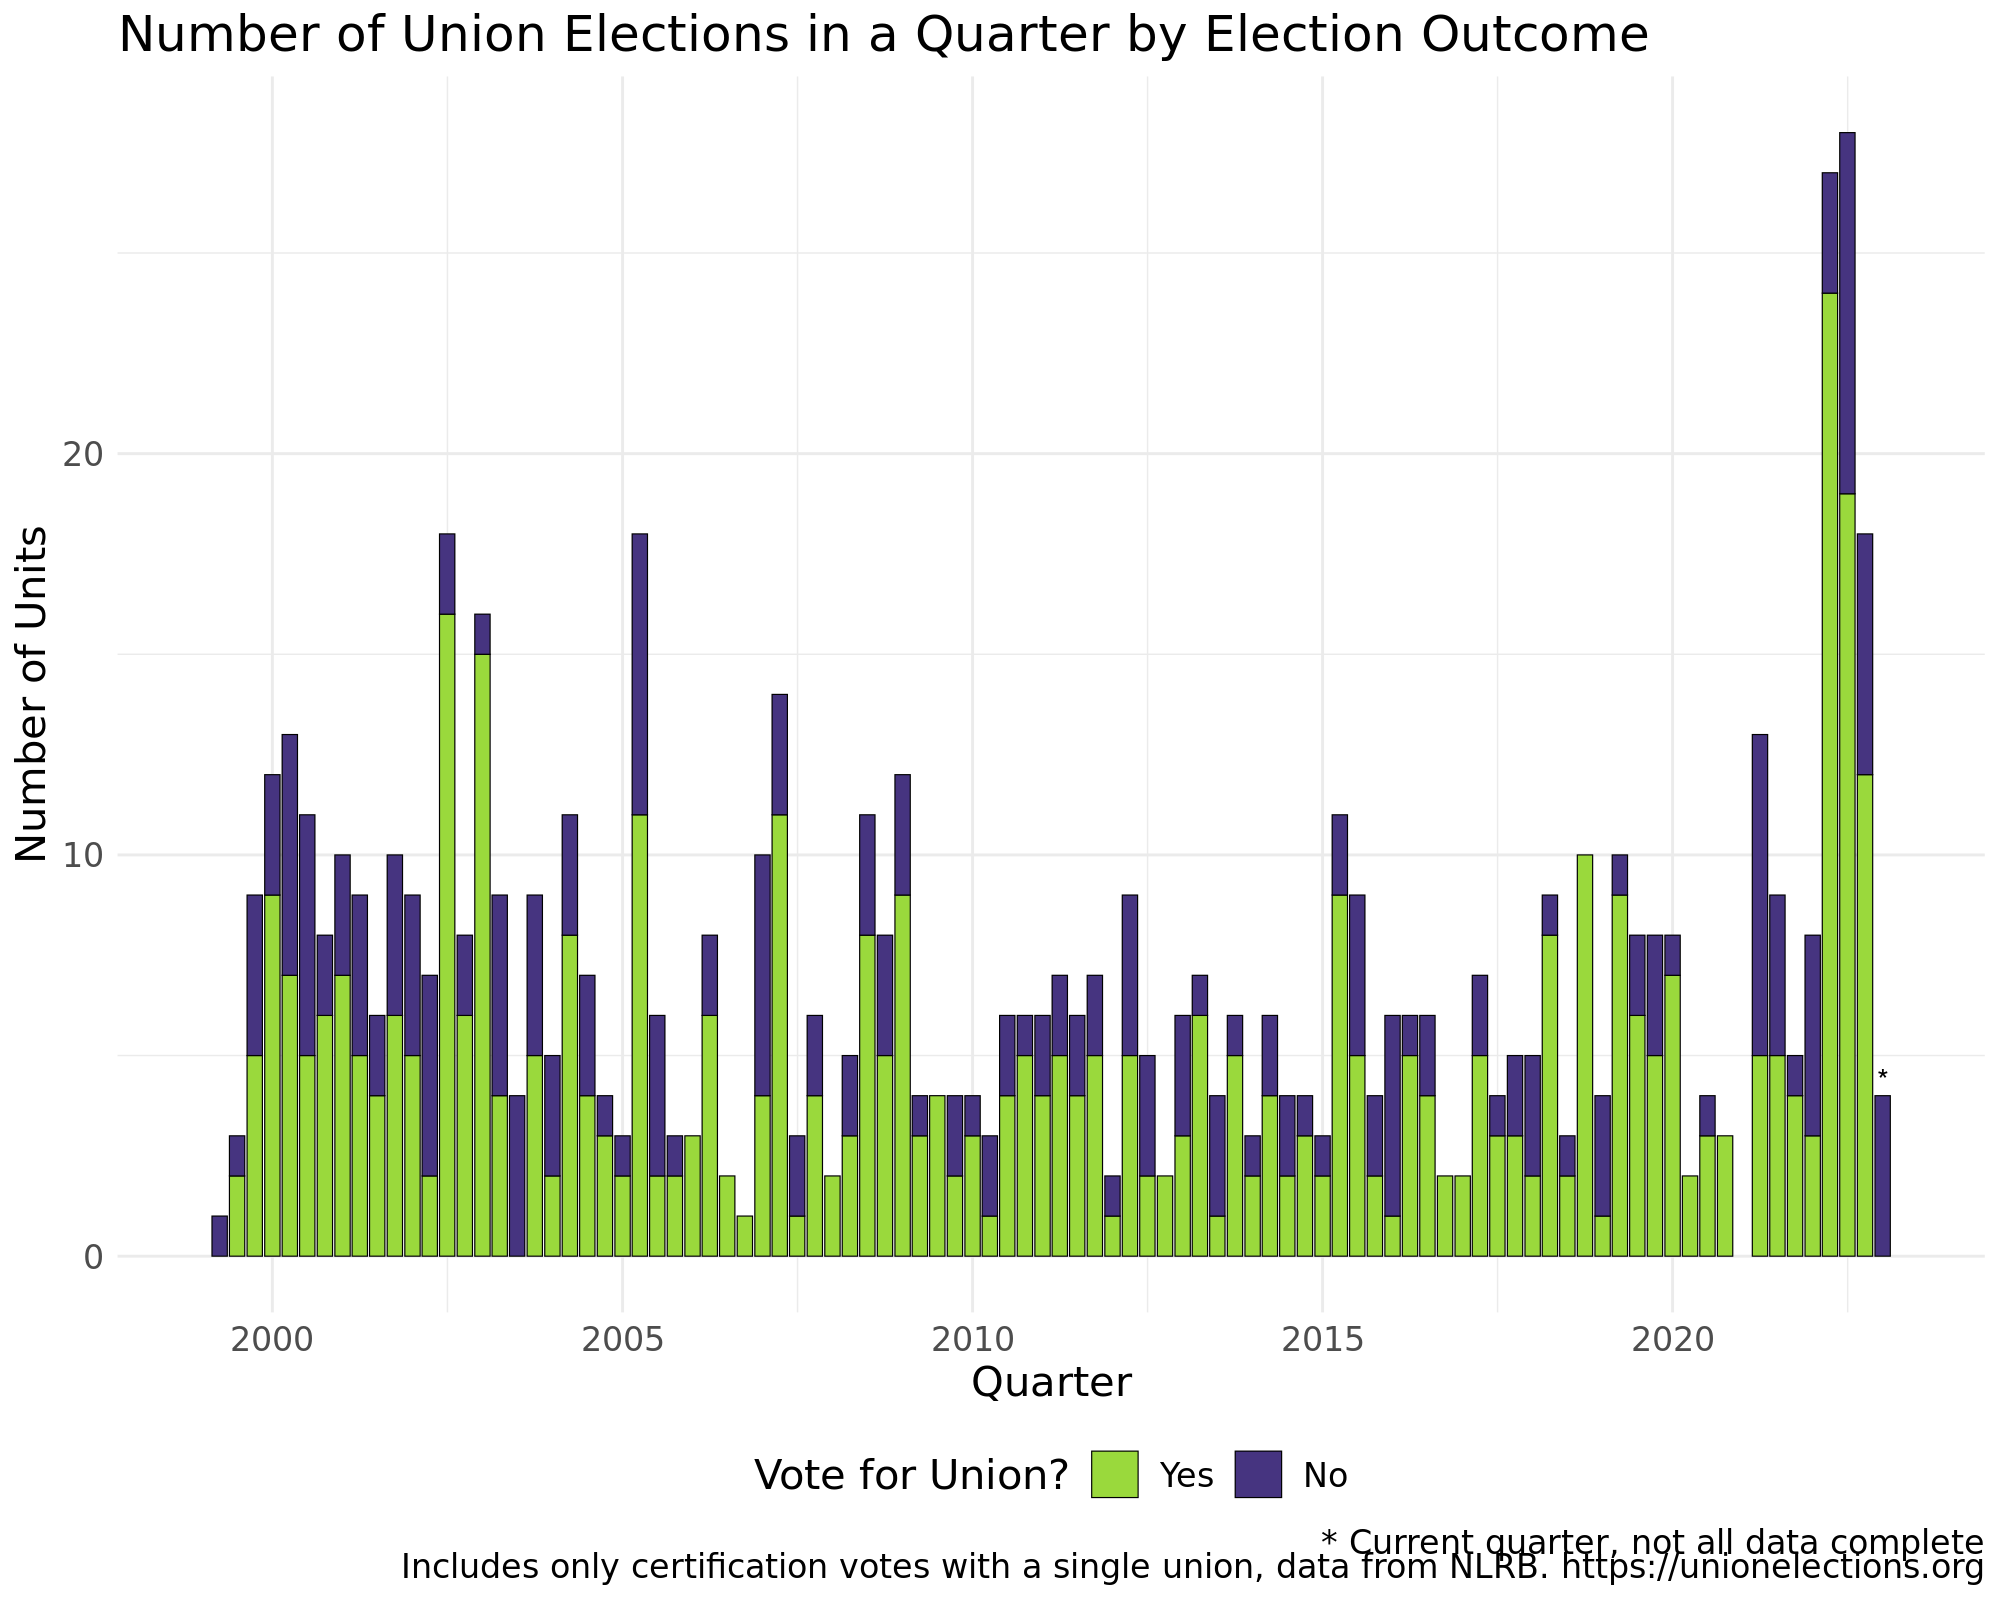 Number of Union Elections in a Quarter by Election Outcome
Number of Units
20
10
0
*
2000 2005 2010 2015 2020
Quarter
Vote for Union? Yes No
* Current quarter, not all data complete
Includes only certification votes with a single union, data from NLRB. https://unionelections.org